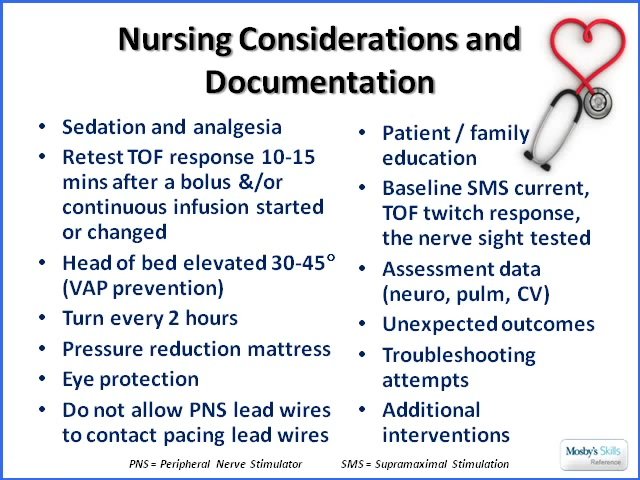 Nursing Considerations and
Documentation
• Sedation and analgesia
• Retest TOF response 10-15
mins after a bolus &/or
continuous infusion started
or changed
• Head of bed elevated 30-45°
(VAP prevention)
• Turn every 2 hours
• Pressure reduction mattress
• Eye protection
• Do not allow PNS lead wires
to contact pacing lead wires
• Patient / family
education
• Baseline SMS current,
TOF twitch response,
the nerve sight tested
• Assessment data
(neuro, pulm, CV)
• Unexpected outcomes
• Troubleshooting
attempts
• Additional
interventions
PNS = Peripheral Nerve Stimulator SMS = Supramaximal Stimulation
Mosby's Skills
Reference